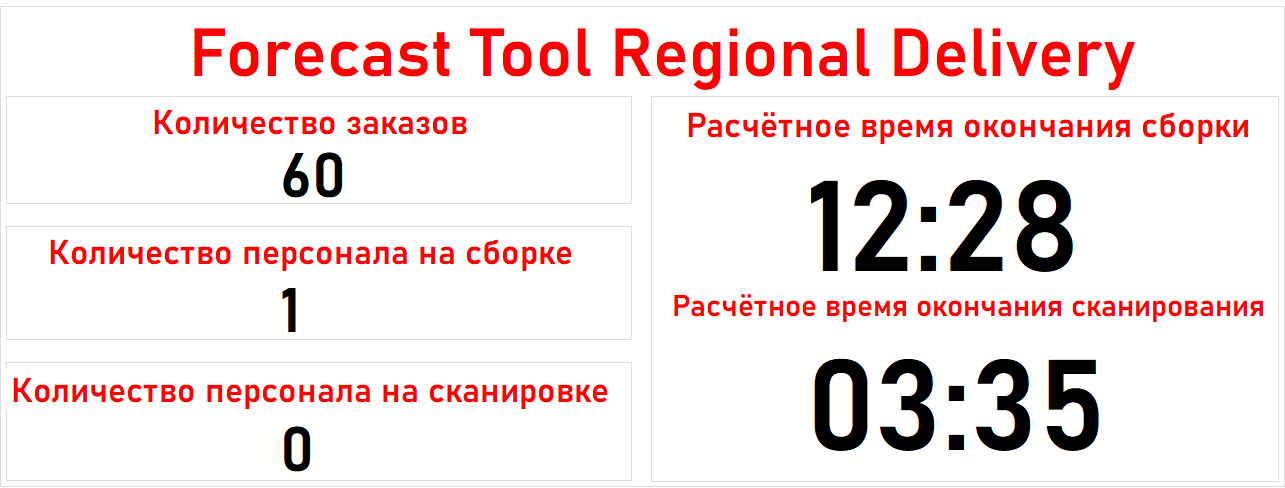 Forecast Tool Regional Delivery
Количество заказов
60
Количество персонала на сборке
1
Количество персонала на сканировке
0
Расчётное время окончания сборки
12:28
Расчётное время окончания сканирования
03:35